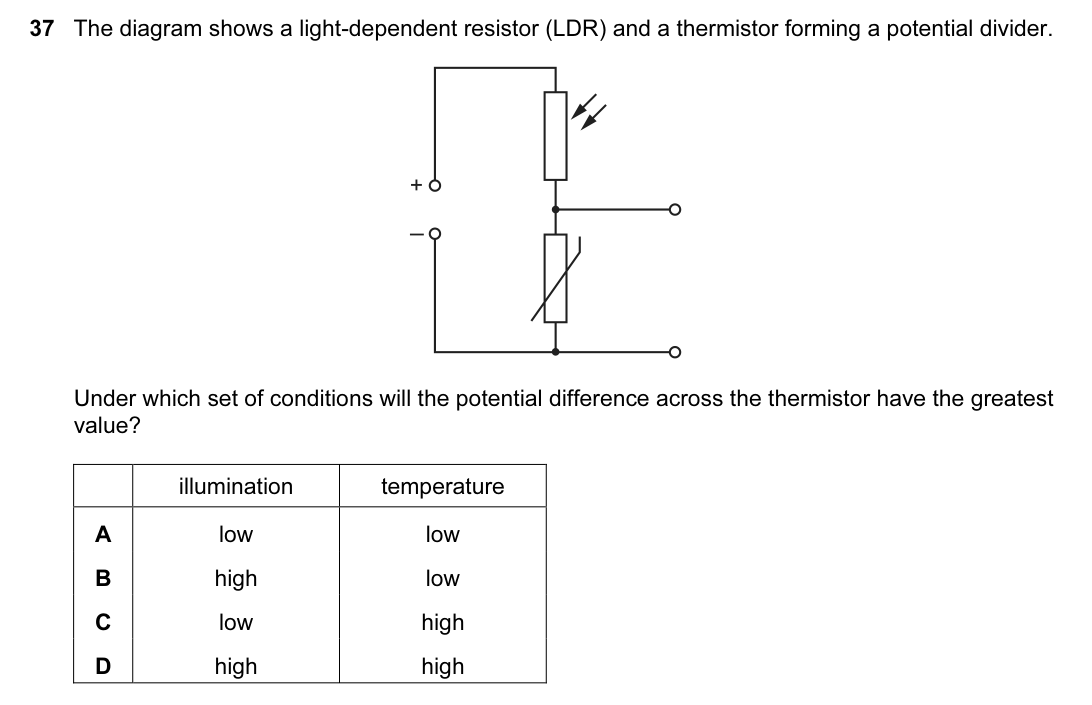 37 The diagram shows a light-dependent resistor (LDR) and a thermistor forming a potential divider.
+
–
Under which set of conditions will the potential difference across the thermistor have the greatest
value?
illumination temperature
A low low
B high low
C low high
D high high